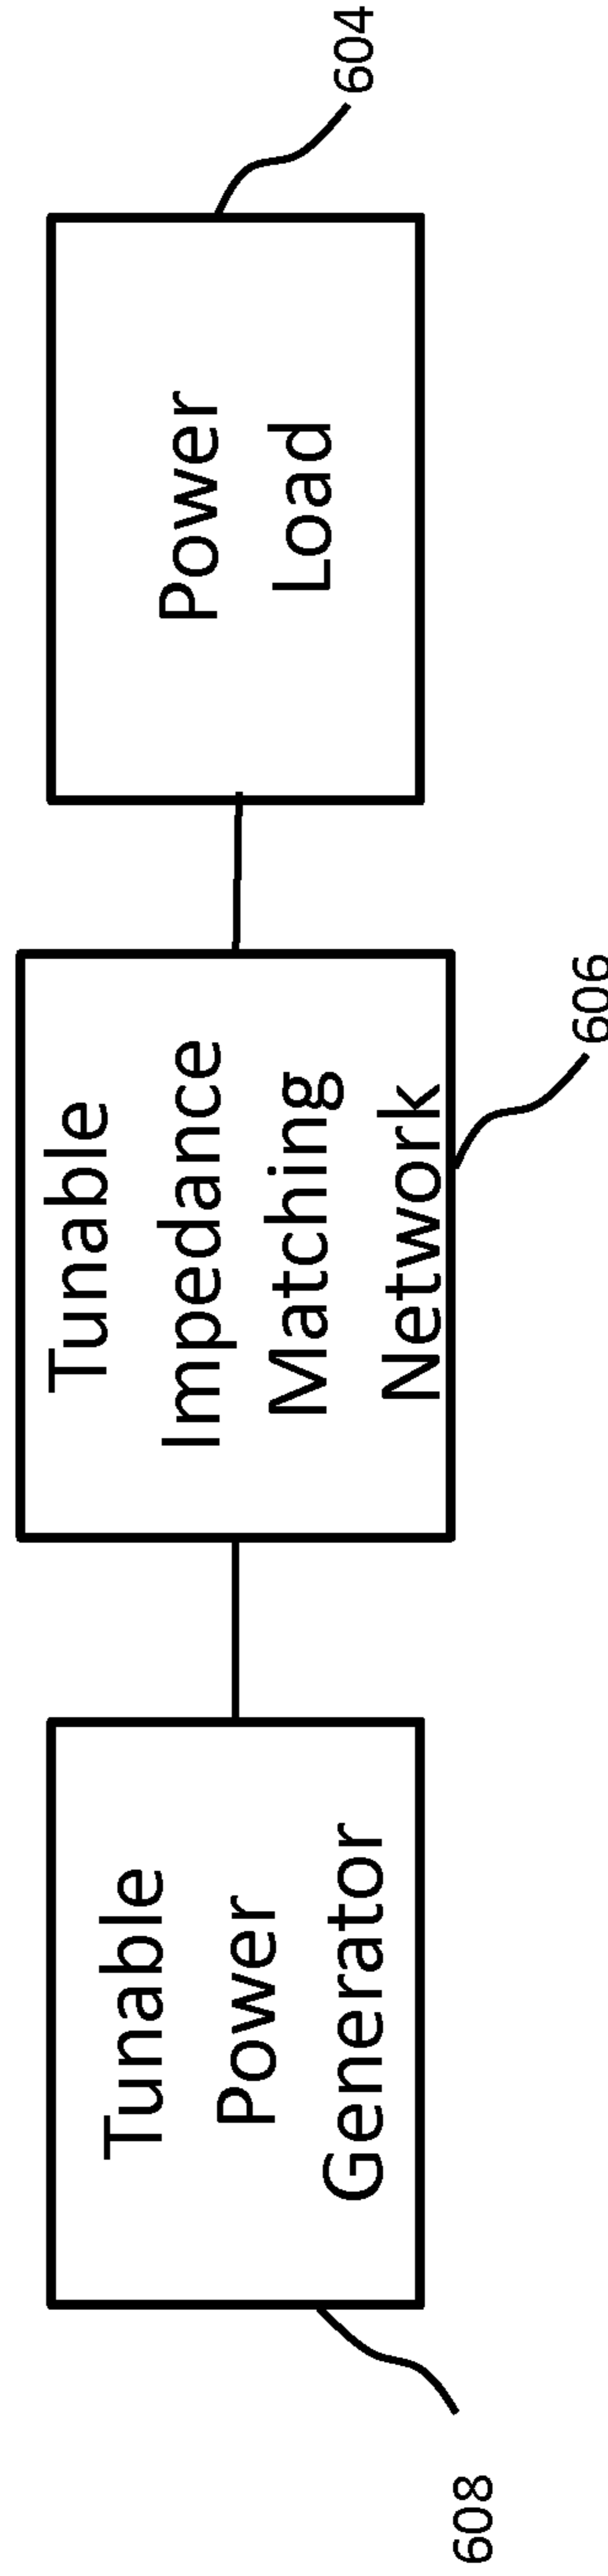 Tunable
Power
Generator
608
Tunable
Impedance
Matching
Network
606
Power
Load
604